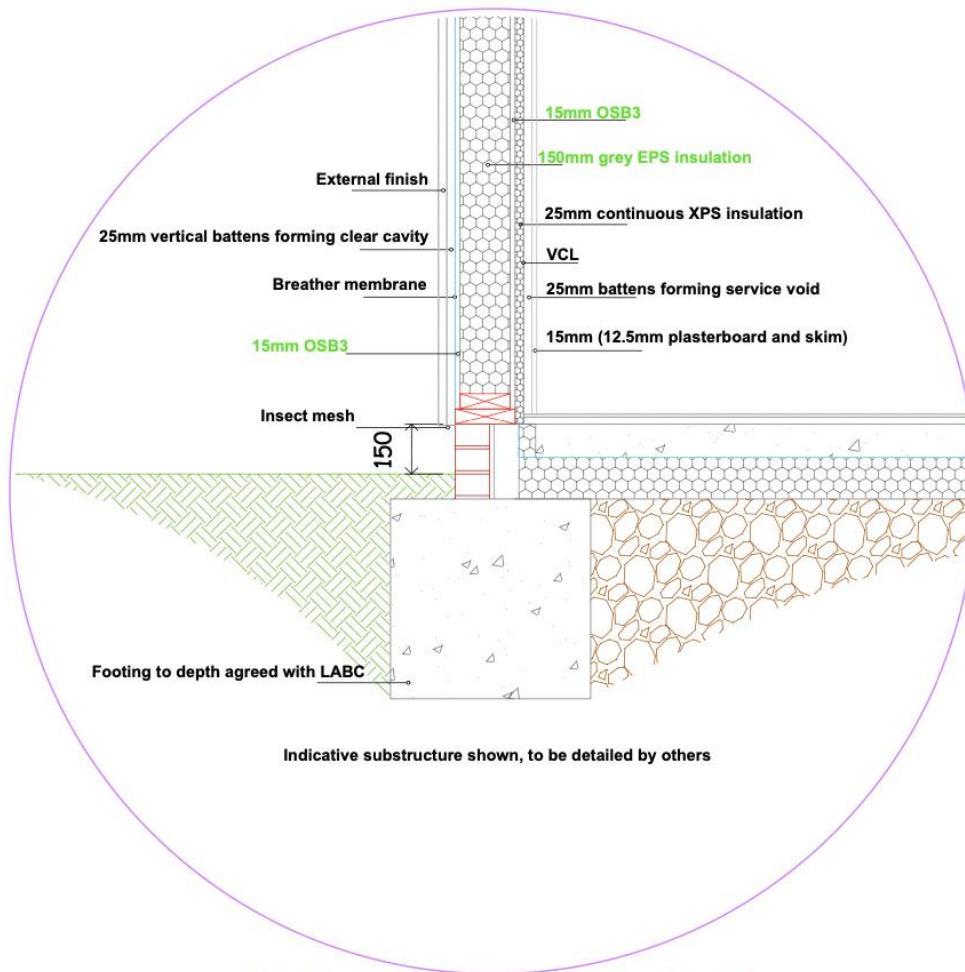 15mm OSB3
150mm grey EPS insulation
External finish
25mm continuous XPS insulation
25mm vertical battens forming clear cavity
VCL
Breather membrane
25mm battens forming service void
15mm (12.5mm plasterboard and skim)
15mm OSB3
Insect mesh
150
Footing to depth agreed with LABC
Indicative substructure shown, to be detailed by others